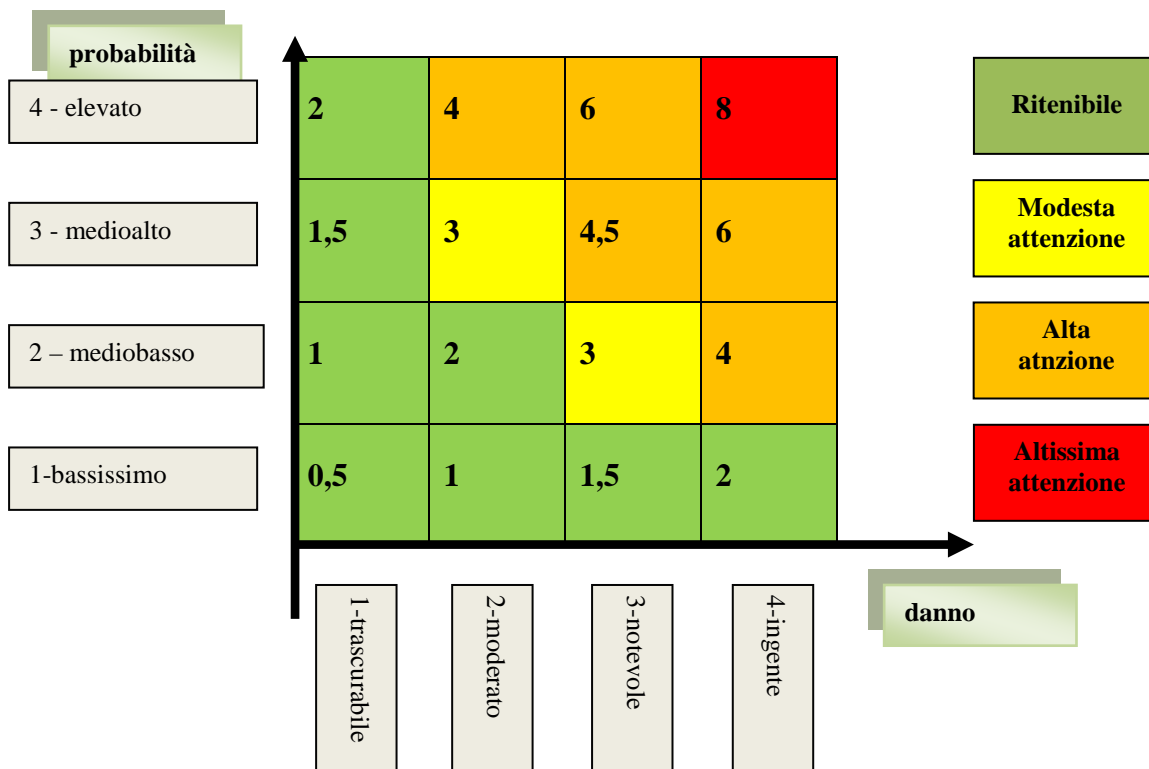 probabilità
4 - elevato
2
4
6
8
Ritenibile
3 - medioalto
1,5
3
4,5
6
Modesta
attenzione
2 – mediobasso
1
2
3
4
Alta
atnzione
1-bassissimo
0,5
1
1,5
2
Altissima
attenzione
1-trascurabile
2-moderato
3-notevole
4-ingente
danno